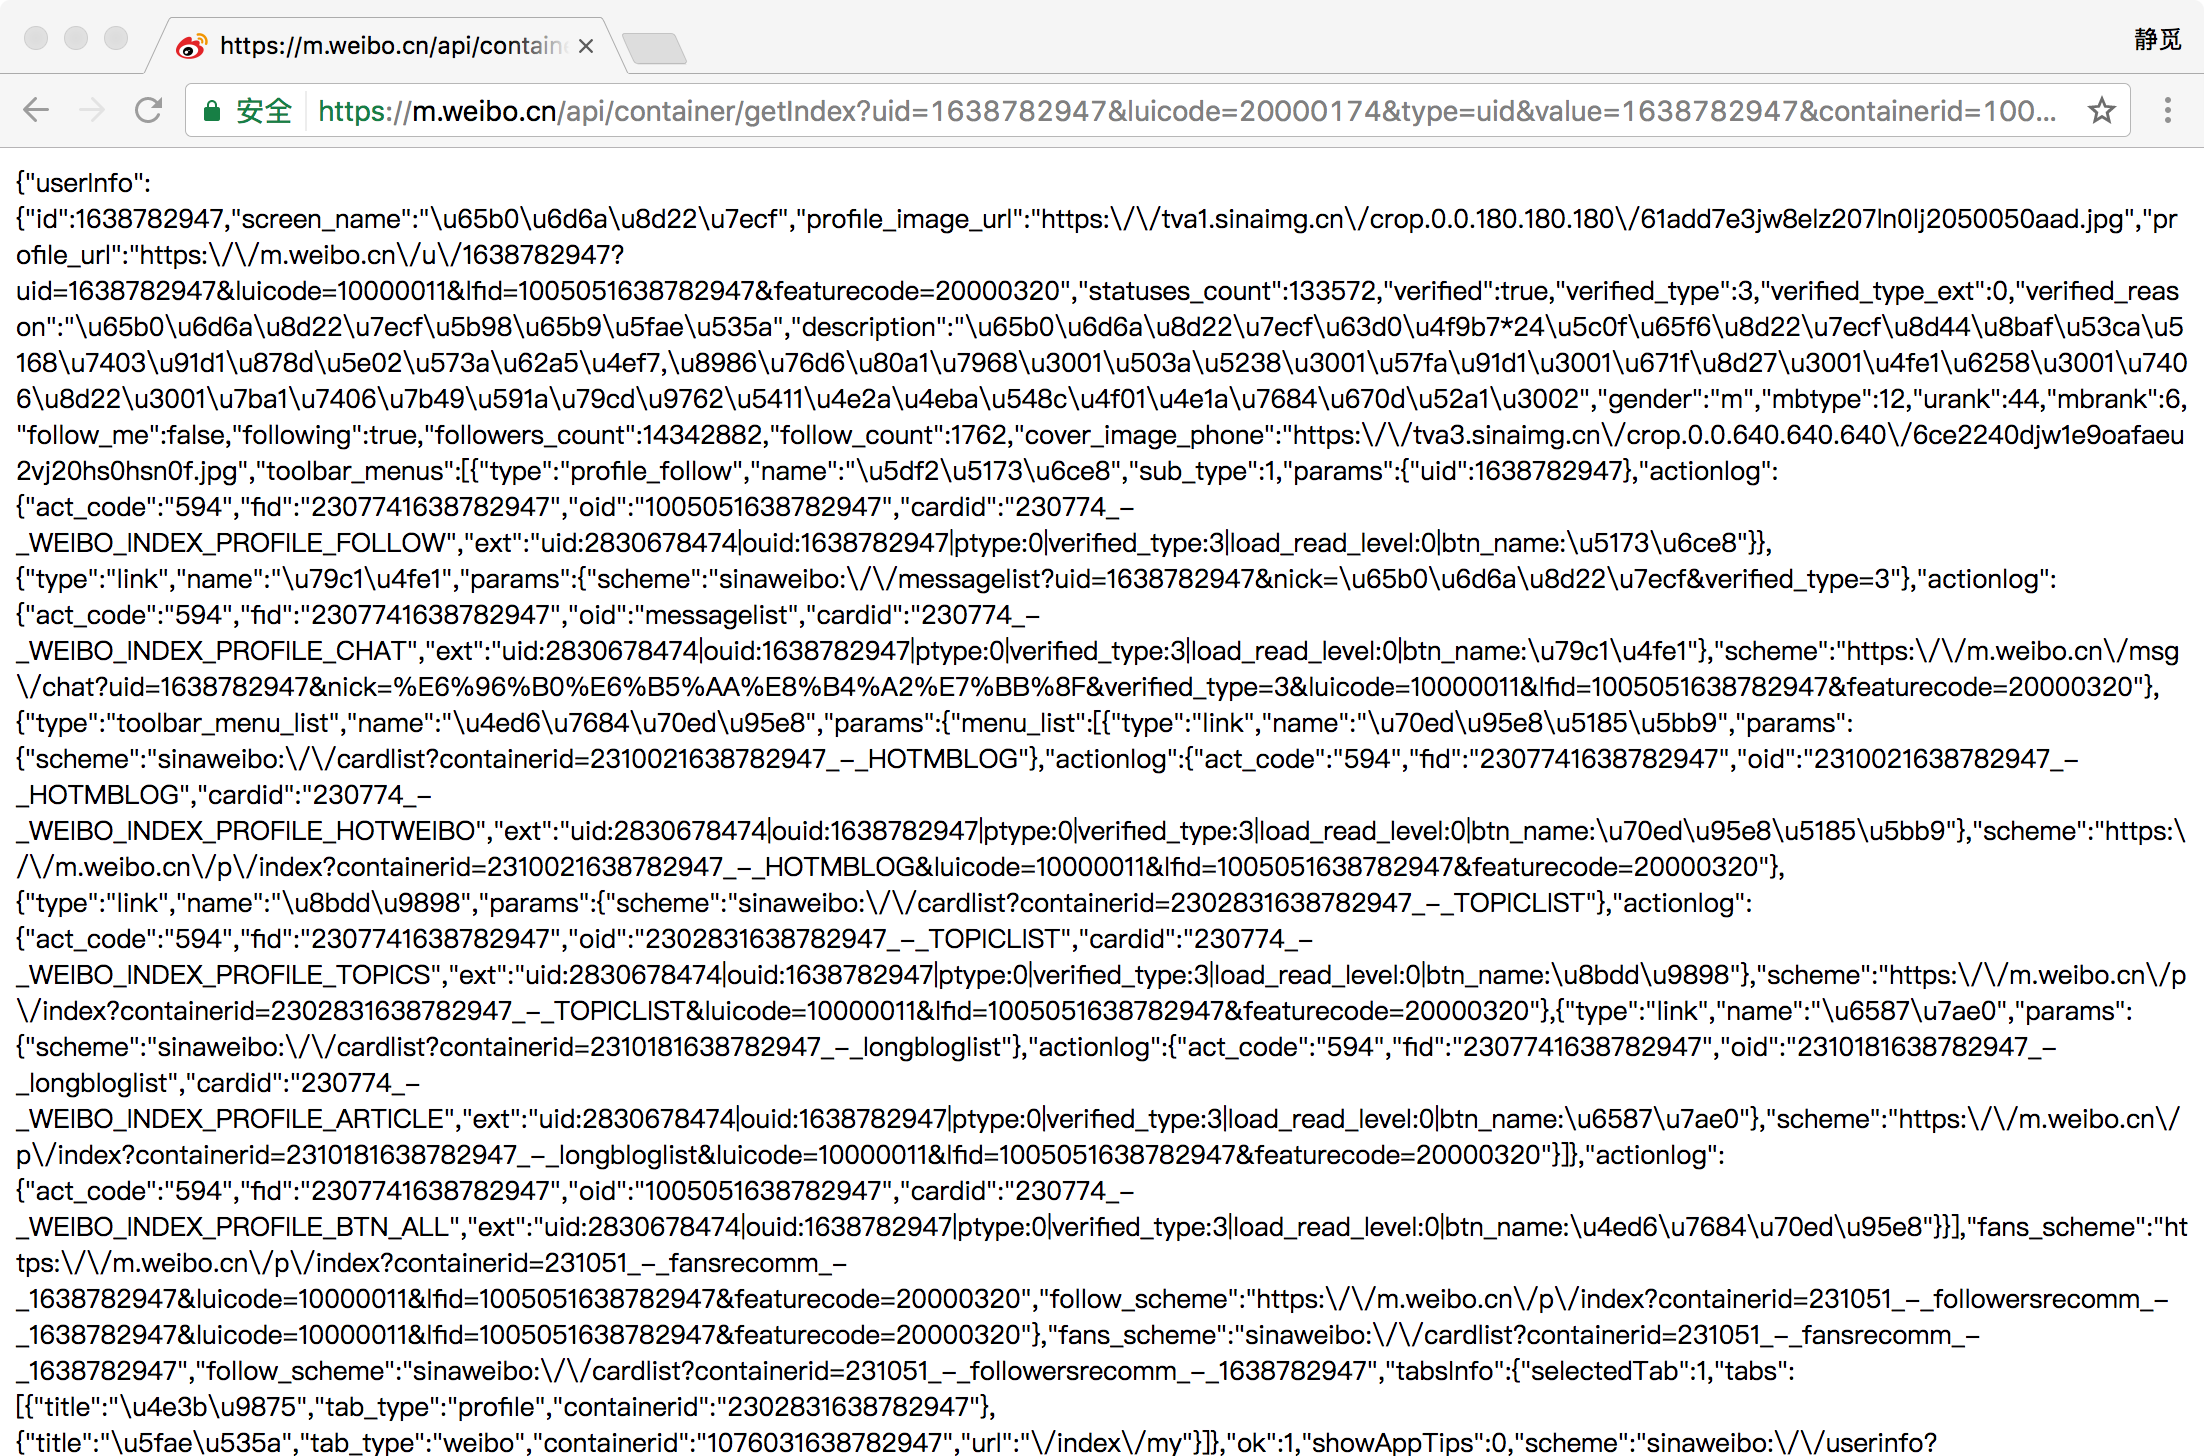 https://m.weibo.cn/api/contain
静觅
安全 https://m.weibo.cn/api/container/getIndex?uid=1638782947&luicode=20000174&type=uid&value=1638782947&containerid=100...
{"userInfo":
{"id":1638782947,"screen_name":"\u65b0\u6d6a\u8d22\u7ecf","profile_image_url":"https:\/\/tva1.sinaimg.cn\/crop.0.0.180.180.180\/61add7e3jw8elz207ln0lj2050050aad.jpg","pr
ofile_url":"https:\/\/m.weibo.cn\/u\/1638782947?
uid=1638782947&luicode=10000011&lfid=1005051638782947&featurecode=20000320","statuses_count":133572,"verified":true,"verified_type":3,"verified_type_ext":0,"verified_reas
on":"\u65b0\u6d6a\u8d22\u7ecf\u5b98\u65b9\u5fae\u535a","description":"\u65b0\u6d6a\u8d22\u7ecf\u63d0\u4f9b7*24\u5c0f\u65f6\u8d22\u7ecf\u8d44\u8baf\u53ca\u5
168\u7403\u91d1\u878d\u5e02\u573a\u62a5\u4ef7,\u8986\u76d6\u80a1\u7968\u3001\u503a\u5238\u3001\u57fa\u91d1\u3001\u671f\u8d27\u3001\u4fe1\u6258\u3001\u740
6\u8d22\u3001\u7ba1\u7406\u7b49\u591a\u79cd\u9762\u5411\u4e2a\u4eba\u548c\u4f01\u4e1a\u7684\u670d\u52a1\u3002","gender":"m","mbtype":12,"urank":44,"mbrank":6,
"follow_me":false,"following":true,"followers_count":14342882,"follow_count":1762,"cover_image_phone":"https:\/\/tva3.sinaimg.cn\/crop.0.0.640.640.640\/6ce2240djw1e9oafaeu
2vj20hs0hsn0f.jpg","toolbar_menus":[{"type":"profile_follow","name":"\u5df2\u5173\u6ce8","sub_type":1,"params":{"uid":1638782947},"actionlog":
{"act_code":"594","fid":"2307741638782947","oid":"1005051638782947","cardid":"230774_-
_WEIBO_INDEX_PROFILE_FOLLOW","ext":"uid:2830678474|ouid:1638782947|ptype:0|verified_type:3|load_read_level:0|btn_name:\u5173\u6ce8"}},
{"type":"link","name":"\u79c1\u4fe1","params":{"scheme":"sinaweibo:\/\/messagelist?uid=1638782947&nick=\u65b0\u6d6a\u8d22\u7ecf&verified_type=3"},"actionlog":
{"act_code":"594","fid":"2307741638782947","oid":"messagelist","cardid":"230774_-
_WEIBO_INDEX_PROFILE_CHAT","ext":"uid:2830678474|ouid:1638782947|ptype:0|verified_type:3|load_read_level:0|btn_name:\u79c1\u4fe1"},"scheme":"https:\/\/m.weibo.cn\/msg
\/chat?uid=1638782947&nick=%E6%96%B0%E6%B5%AA%E8%B4%A2%E7%BB%8F&verified_type=3&luicode=10000011&lfid=1005051638782947&featurecode=20000320"},
{"type":"toolbar_menu_list","name":"\u4ed6\u7684\u70ed\u95e8","params":{"menu_list":[{"type":"link","name":"\u70ed\u95e8\u5185\u5bb9","params":
{"scheme":"sinaweibo:\/\/cardlist?containerid=2310021638782947_-_HOTMBLOG"},"actionlog":{"act_code":"594","fid":"2307741638782947","oid":"2310021638782947_-
_HOTMBLOG","cardid":"230774_-
_WEIBO_INDEX_PROFILE_HOTWEIBO","ext":"uid:2830678474|ouid:1638782947|ptype:0|verified_type:3|load_read_level:0|btn_name:\u70ed\u95e8\u5185\u5bb9"},"scheme":"https:\
/\/m.weibo.cn\/p\/index?containerid=2310021638782947_-_HOTMBLOG&luicode=10000011&lfid=1005051638782947&featurecode=20000320"},
{"type":"link","name":"\u8bdd\u9898","params":{"scheme":"sinaweibo:\/\/cardlist?containerid=2302831638782947_-_TOPICLIST"},"actionlog":
{"act_code":"594","fid":"2307741638782947","oid":"2302831638782947_-_TOPICLIST","cardid":"230774_-
_WEIBO_INDEX_PROFILE_TOPICS","ext":"uid:2830678474|ouid:1638782947|ptype:0|verified_type:3|load_read_level:0|btn_name:\u8bdd\u9898"},"scheme":"https:\/\/m.weibo.cn\/p
\/index?containerid=2302831638782947_-_TOPICLIST&luicode=10000011&lfid=1005051638782947&featurecode=20000320"},{"type":"link","name":"\u6587\u7ae0","params":
{"scheme":"sinaweibo:\/\/cardlist?containerid=2310181638782947_-_longbloglist"},"actionlog":{"act_code":"594","fid":"2307741638782947","oid":"2310181638782947_-
_longbloglist","cardid":"230774_-
_WEIBO_INDEX_PROFILE_ARTICLE","ext":"uid:2830678474|ouid:1638782947|ptype:0|verified_type:3|load_read_level:0|btn_name:\u6587\u7ae0"},"scheme":"https:\/\/m.weibo.cn\/
p\/index?containerid=2310181638782947_-_longbloglist&luicode=10000011&lfid=1005051638782947&featurecode=20000320"}]},"actionlog":
{"act_code":"594","fid":"2307741638782947","oid":"1005051638782947","cardid":"230774_-
_WEIBO_INDEX_PROFILE_BTN_ALL","ext":"uid:2830678474|ouid:1638782947|ptype:0|verified_type:3|load_read_level:0|btn_name:\u4ed6\u7684\u70ed\u95e8"}}],"fans_scheme":"ht
tps:\/\/m.weibo.cn\/p\/index?containerid=231051_-_fansrecomm_-
_1638782947&luicode=10000011&lfid=1005051638782947&featurecode=20000320","follow_scheme":"https:\/\/m.weibo.cn\/p\/index?containerid=231051_-_followersrecomm_-
_1638782947&luicode=10000011&lfid=1005051638782947&featurecode=20000320"},"fans_scheme":"sinaweibo:\/\/cardlist?containerid=231051_-_fansrecomm_-
_1638782947","follow_scheme":"sinaweibo:\/\/cardlist?containerid=231051_-_followersrecomm_-_1638782947","tabsInfo":{"selectedTab":1,"tabs":
[{"title":"\u4e3b\u9875","tab_type":"profile","containerid":"2302831638782947"},
{"title":"\u5fae\u535a","tab_type":"weibo","containerid":"1076031638782947","url":"\/index\/my"}]},"ok":1,"showAppTips":0,"scheme":"sinaweibo:\/\/userinfo?